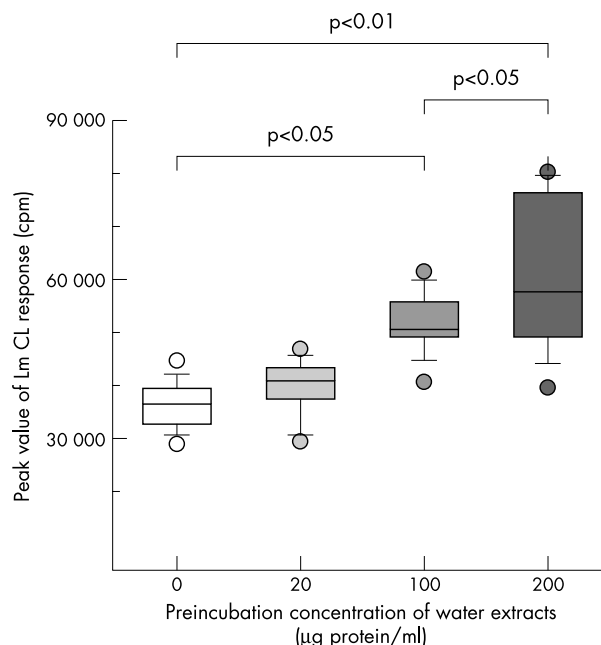 p<0.01
p<0.05
p<0.05
90 000
60 000
30 000
Peak value of Lm CL response (cpm)
0 20 100 200
Preincubation concentration of water extracts
(μg protein/ml)